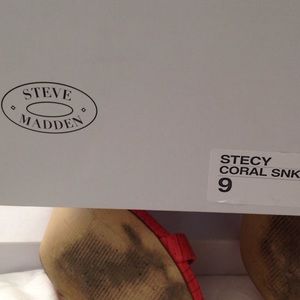 STEVE
MADDEN
STECY
CORAL SNK
9